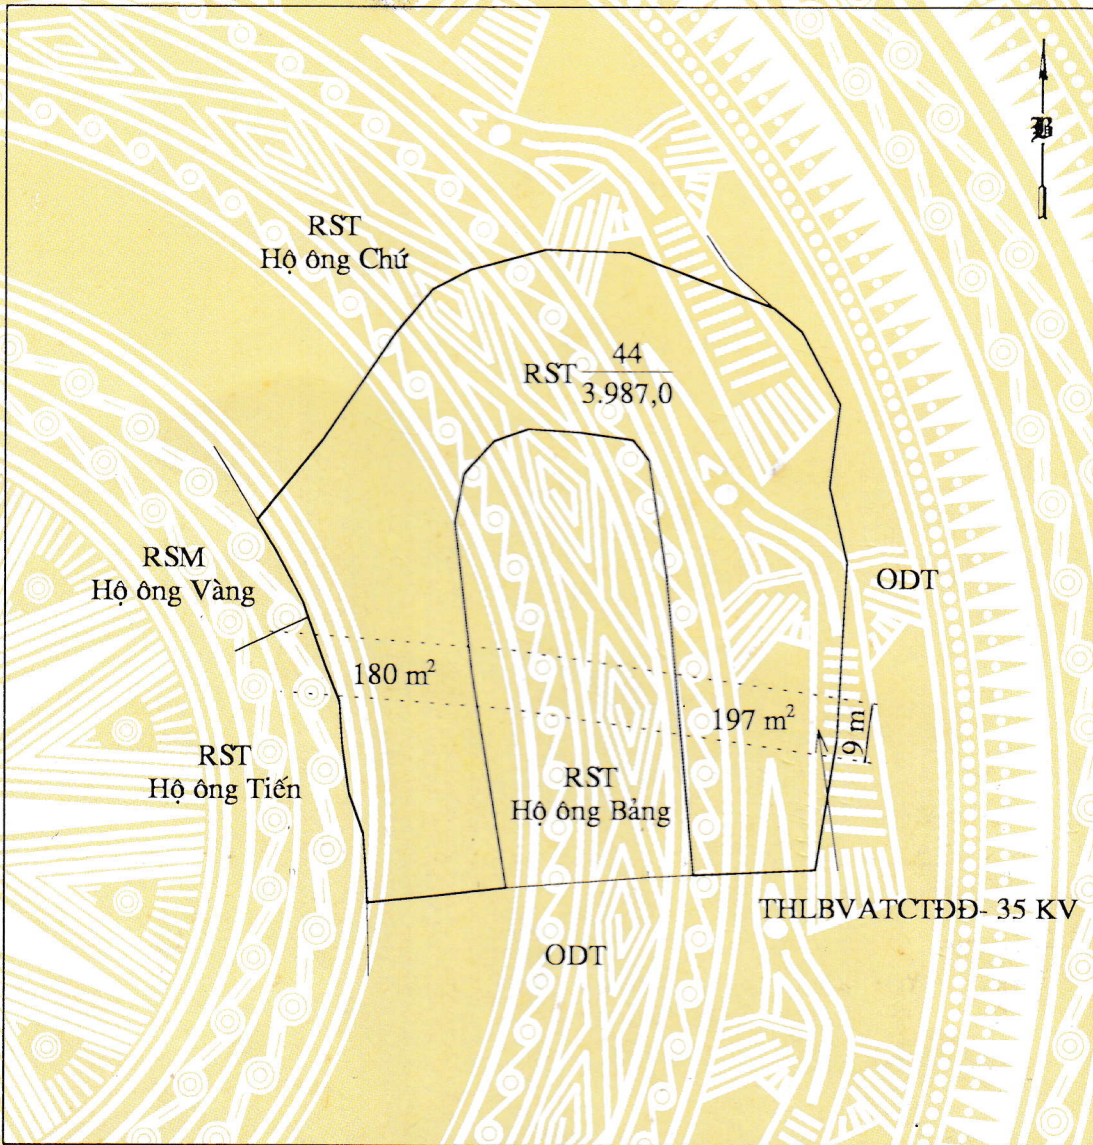 B
RST
Hộ ông Chứ
RST 44
3.987,0
RSM
Hộ ông Vàng
ODT
180 m²
197 m²
9 m
RST
Hộ ông Tiến
RST
Hộ ông Bảng
THLBVATCTĐĐ- 35 KV
ODT